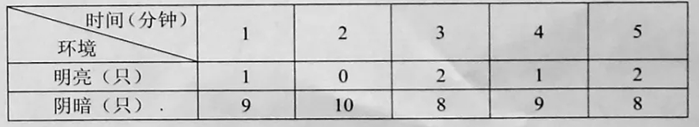 时间（分钟） 1 2 3 4 5
环境
明亮（只） 1 0 2 1 2
阴暗（只）. 9 10 8 9 8